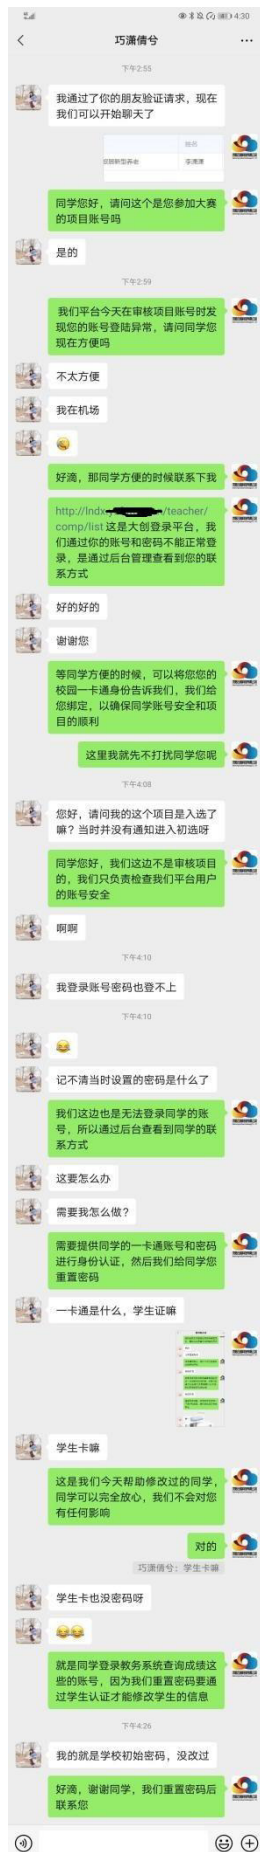 4:30
巧潇倩兮
下午2:55
我通过了你的朋友验证请求，现在
我们可以开始聊天了
同学您好，请问这个是您参加大赛
的项目账号吗
是的
下午2:59
我们平台今天在审核项目账号时发
现您的账号登陆异常，请问同学您
现在方便吗
不太方便
我在机场
好滴，那同学方便的时候联系下我
http://lndx.y /teacher/
comp/list 这是大创登录平台，我
们通过你的账号和密码不能正常登
录，是通过后台管理查看到您的联
系方式
好的好的
谢谢您
等同学方便的时候，可以将您您的
校园一卡通身份告诉我们，我们给
您绑定，以确保同学账号安全和项
目的顺利
这里我就先不打扰同学您呢
下午4:08
您好，请问我的这个项目是入选了
嘛？当时并没有通知进入初选呀
同学您好，我们这边不是审核项目
的，我们只负责检查我们平台用户
的账号安全
啊啊
下午4:10
我登录账号密码也登不上
下午4:10
记不清当时设置的密码是什么了
我们这边也是无法登录同学的账
号，所以通过后台查看到同学的联
系方式
这要怎么办
需要我怎么做？
需要提供同学的一卡通账号和密码
进行身份认证，然后我们给同学您
重置密码
一卡通是什么，学生证嘛
学生卡嘛
这是我们今天帮助修改过的同学，
同学可以完全放心，我们不会对您
有任何影响
对的
巧潇倩兮：学生卡嘛
学生卡也没密码呀
就是同学登录教务系统查询成绩这
些的账号，因为我们重置密码要通
过学生认证才能修改学生的信息
下午4:26
我的就是学校初始密码，没改过
好滴，谢谢同学，我们重置密码后
联系您